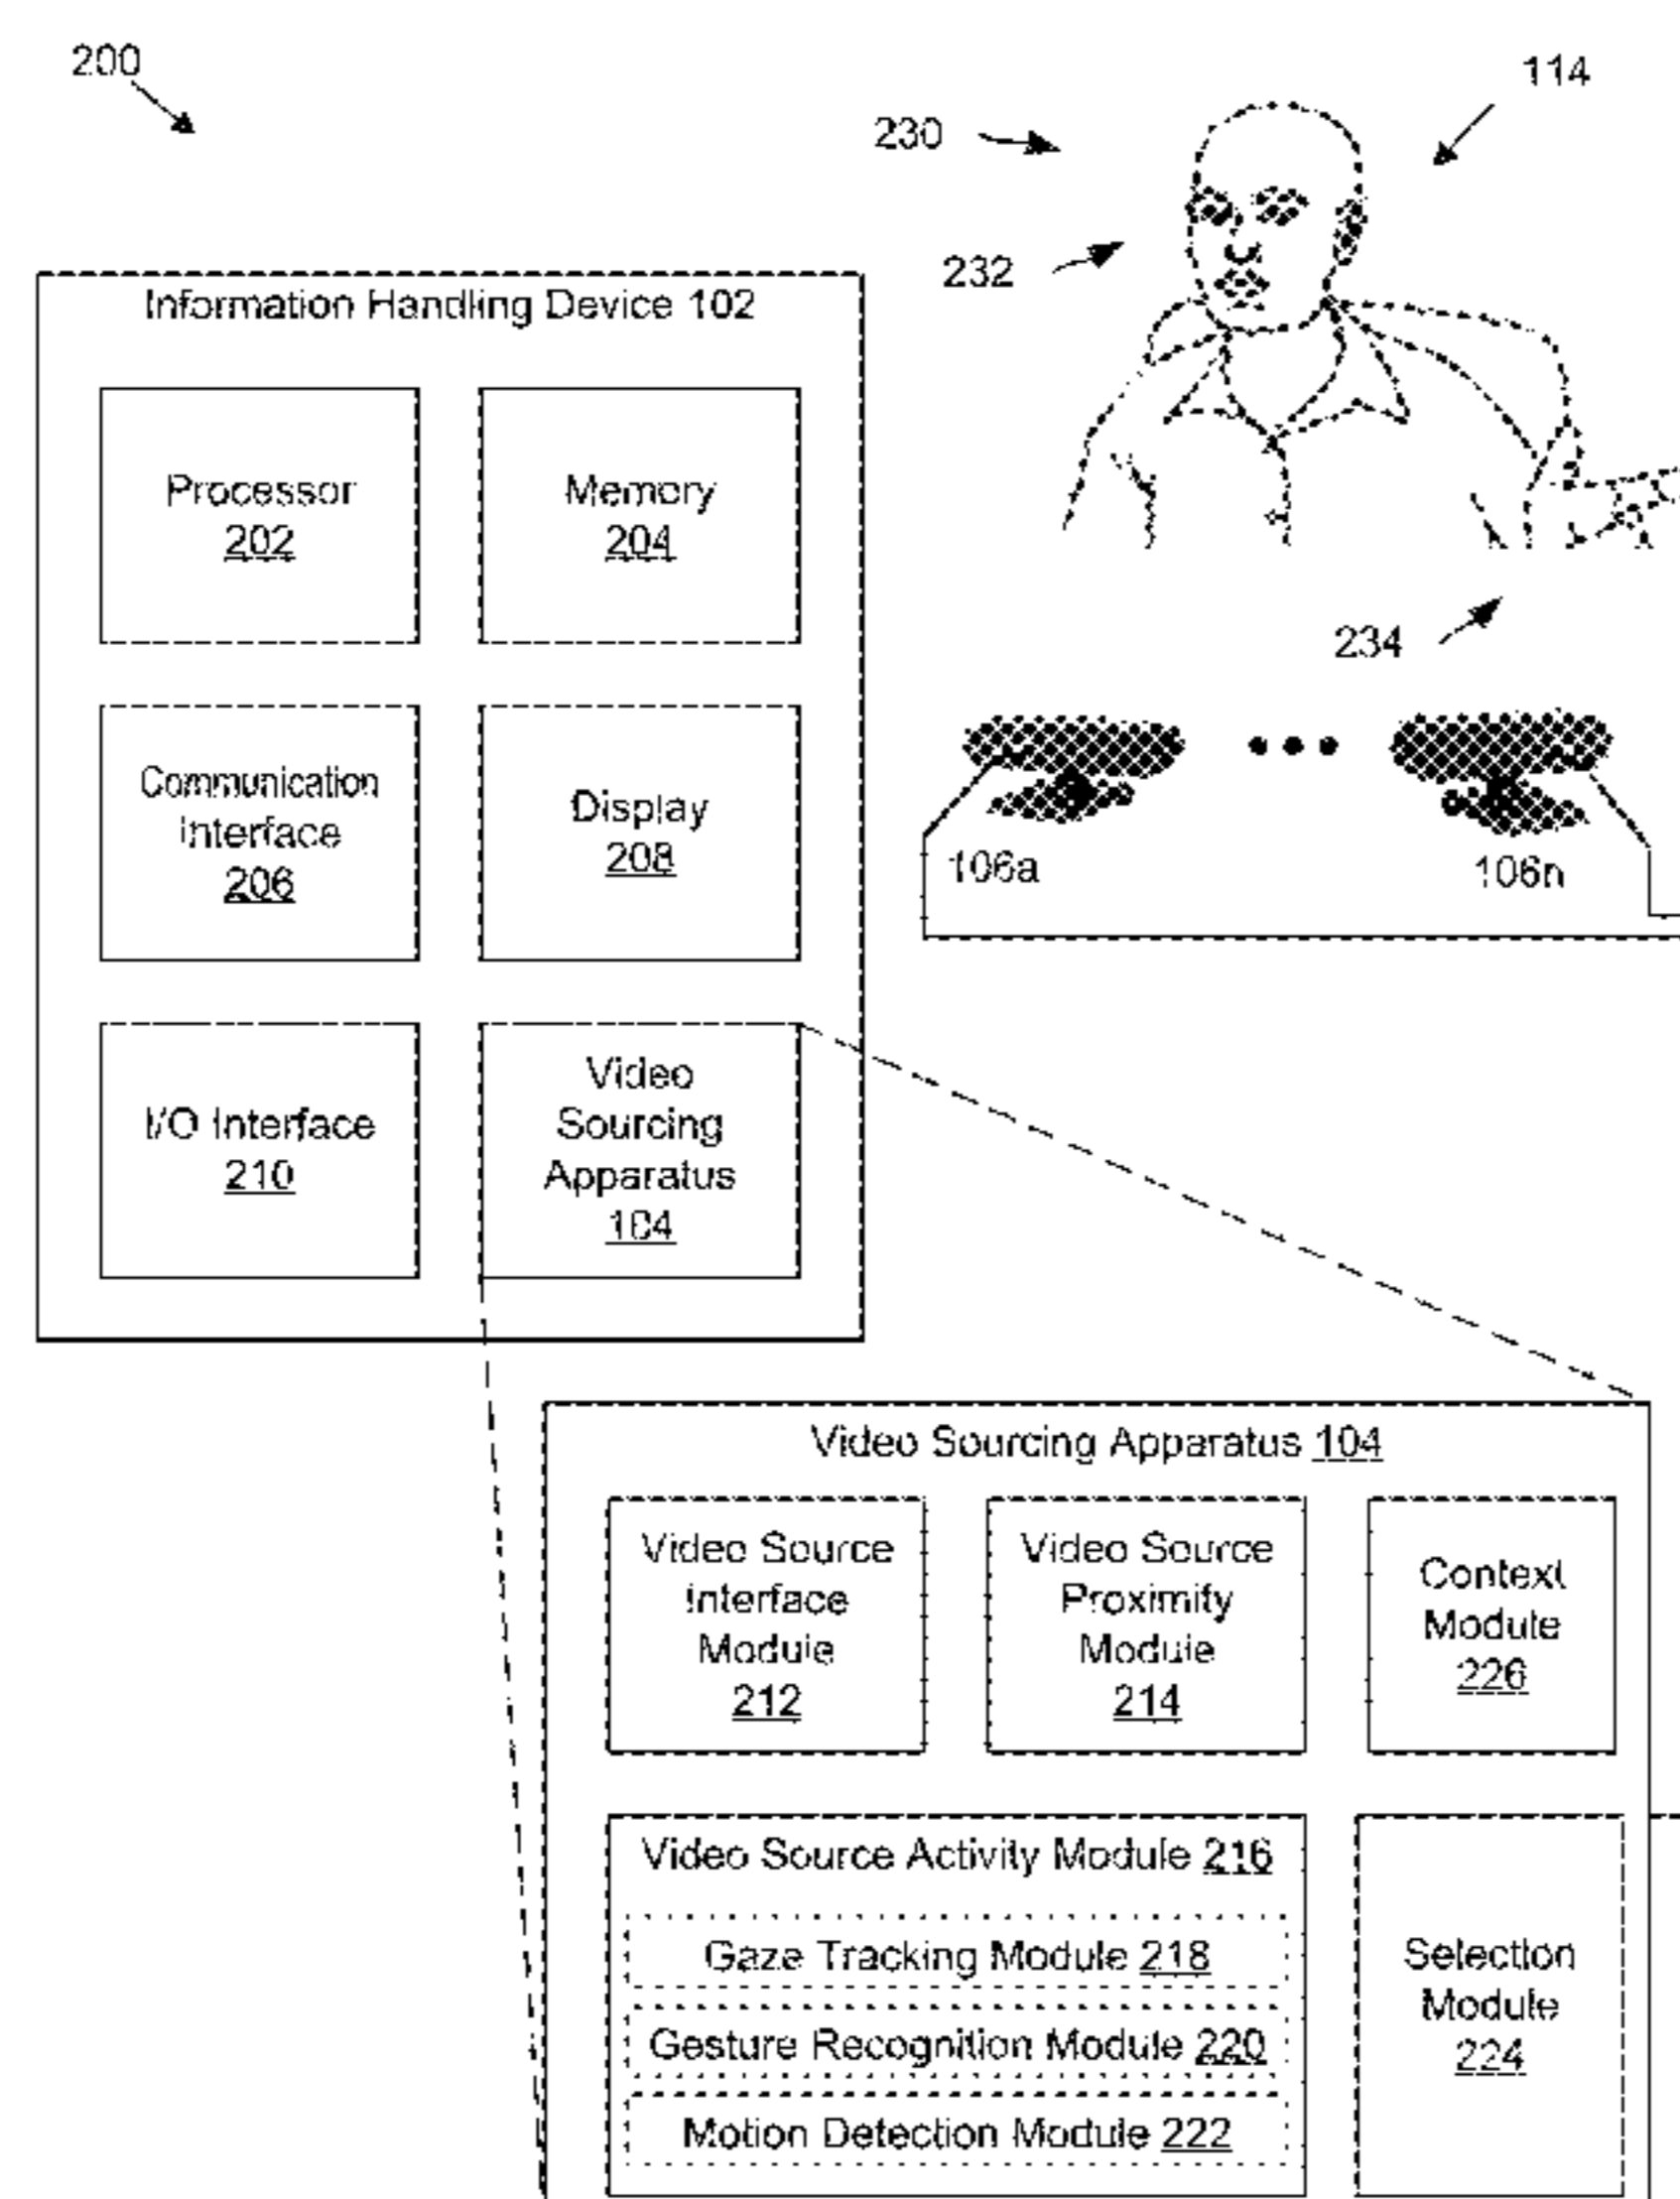 200
114
230
232
Information Handling Device 102
Processor
202
Memory
204
234
Communication
Interface
206
Display
208
106a
106n
I/O Interface
210
Video
Sourcing
Apparatus
104
Video Sourcing Apparatus 104
Video Source
Interface
Module
212
Video Source
Proximity
Module
214
Context
Module
226
Video Source Activity Module 216
Gaze Tracking Module 218
Gesture Recognition Module 220
Motion Detection Module 222
Selection
Module
224